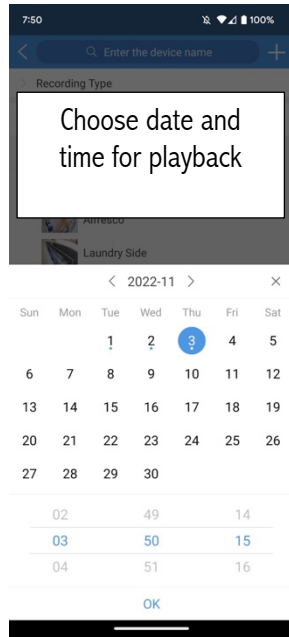 7:50 100%
Enter the device name
Recording Type
Choose date and
time for playback
Alfresco
Laundry Side
2022-11
Sun Mon Tue Wed Thu Fri Sat
1 2 3 4 5
6 7 8 9 10 11 12
13 14 15 16 17 18 19
20 21 22 23 24 25 26
27 28 29 30
02 49 14
03 50 15
04 51 16
OK